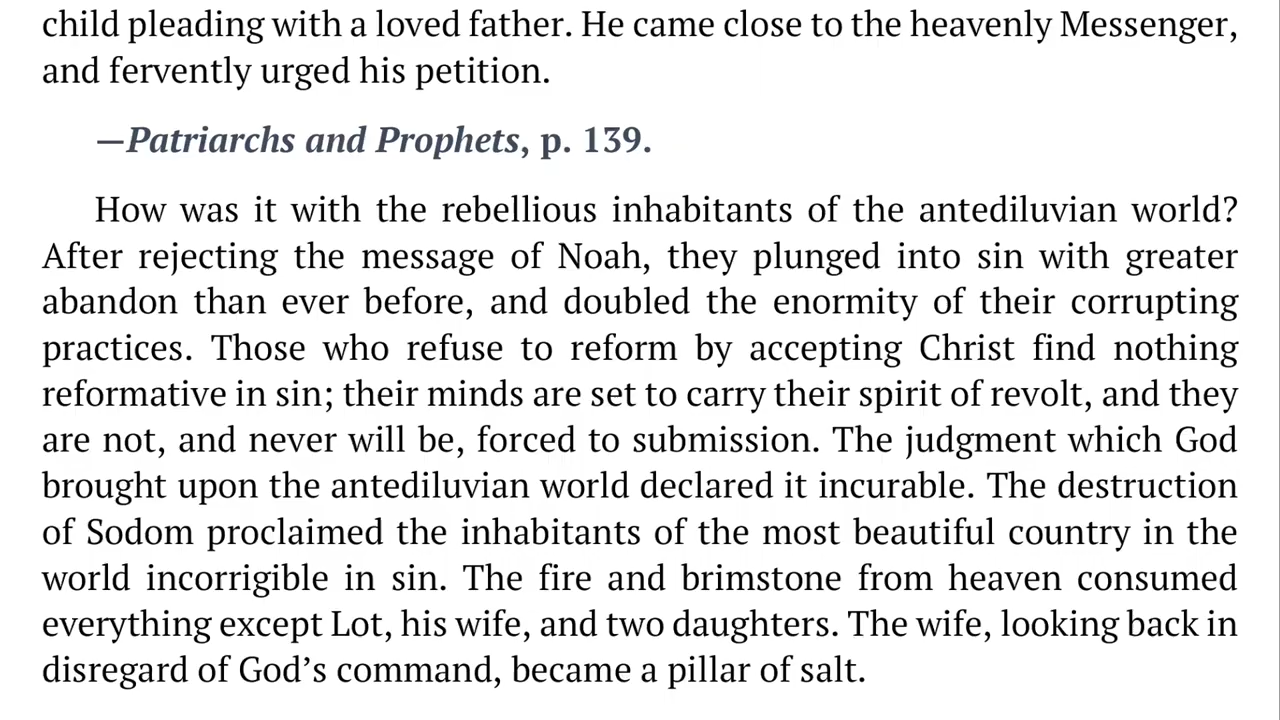 child pleading with a loved father. He came close to the heavenly Messenger,
and fervently urged his petition.
—Patriarchs and Prophets, p. 139.
How was it with the rebellious inhabitants of the antediluvian world?
After rejecting the message of Noah, they plunged into sin with greater
abandon than ever before, and doubled the enormity of their corrupting
practices. Those who refuse to reform by accepting Christ find nothing
reformative in sin; their minds are set to carry their spirit of revolt, and they
are not, and never will be, forced to submission. The judgment which God
brought upon the antediluvian world declared it incurable. The destruction
of Sodom proclaimed the inhabitants of the most beautiful country in the
world incorrigible in sin. The fire and brimstone from heaven consumed
everything except Lot, his wife, and two daughters. The wife, looking back in
disregard of God’s command, became a pillar of salt.